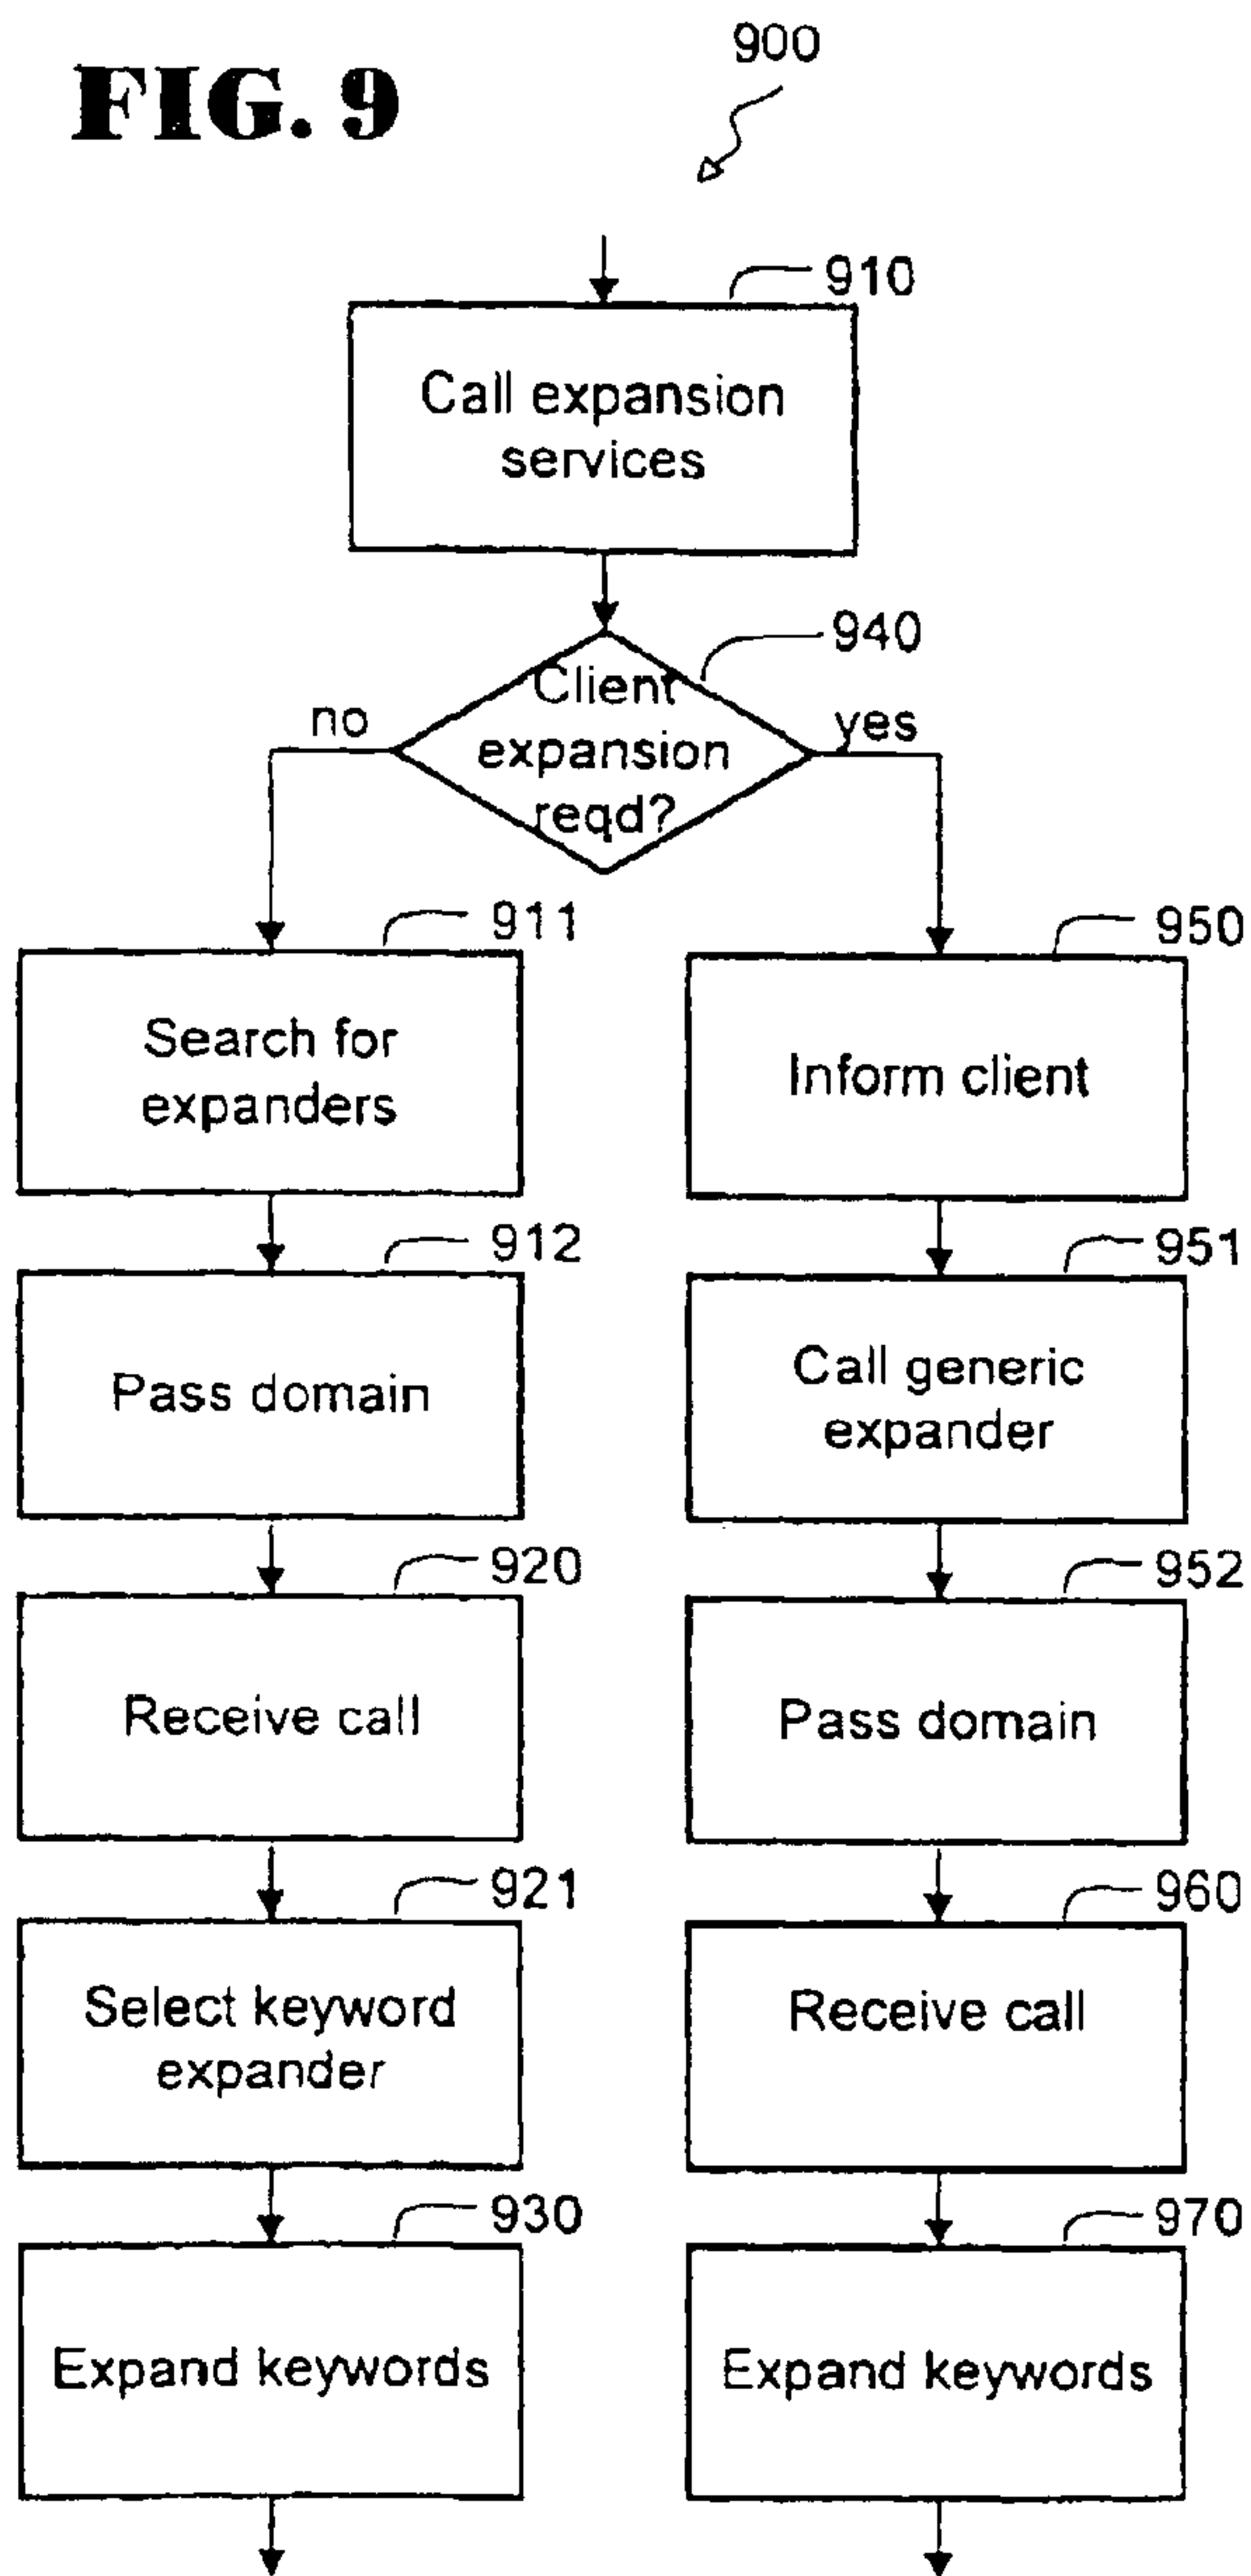 FIG. 9
900
910
Call expansion
services
940
Client
expansion
reqd?
no
yes
911
Search for
expanders
950
Inform client
912
Pass domain
951
Call generic
expander
920
Receive call
952
Pass domain
921
Select keyword
expander
960
Receive call
930
Expand keywords
970
Expand keywords